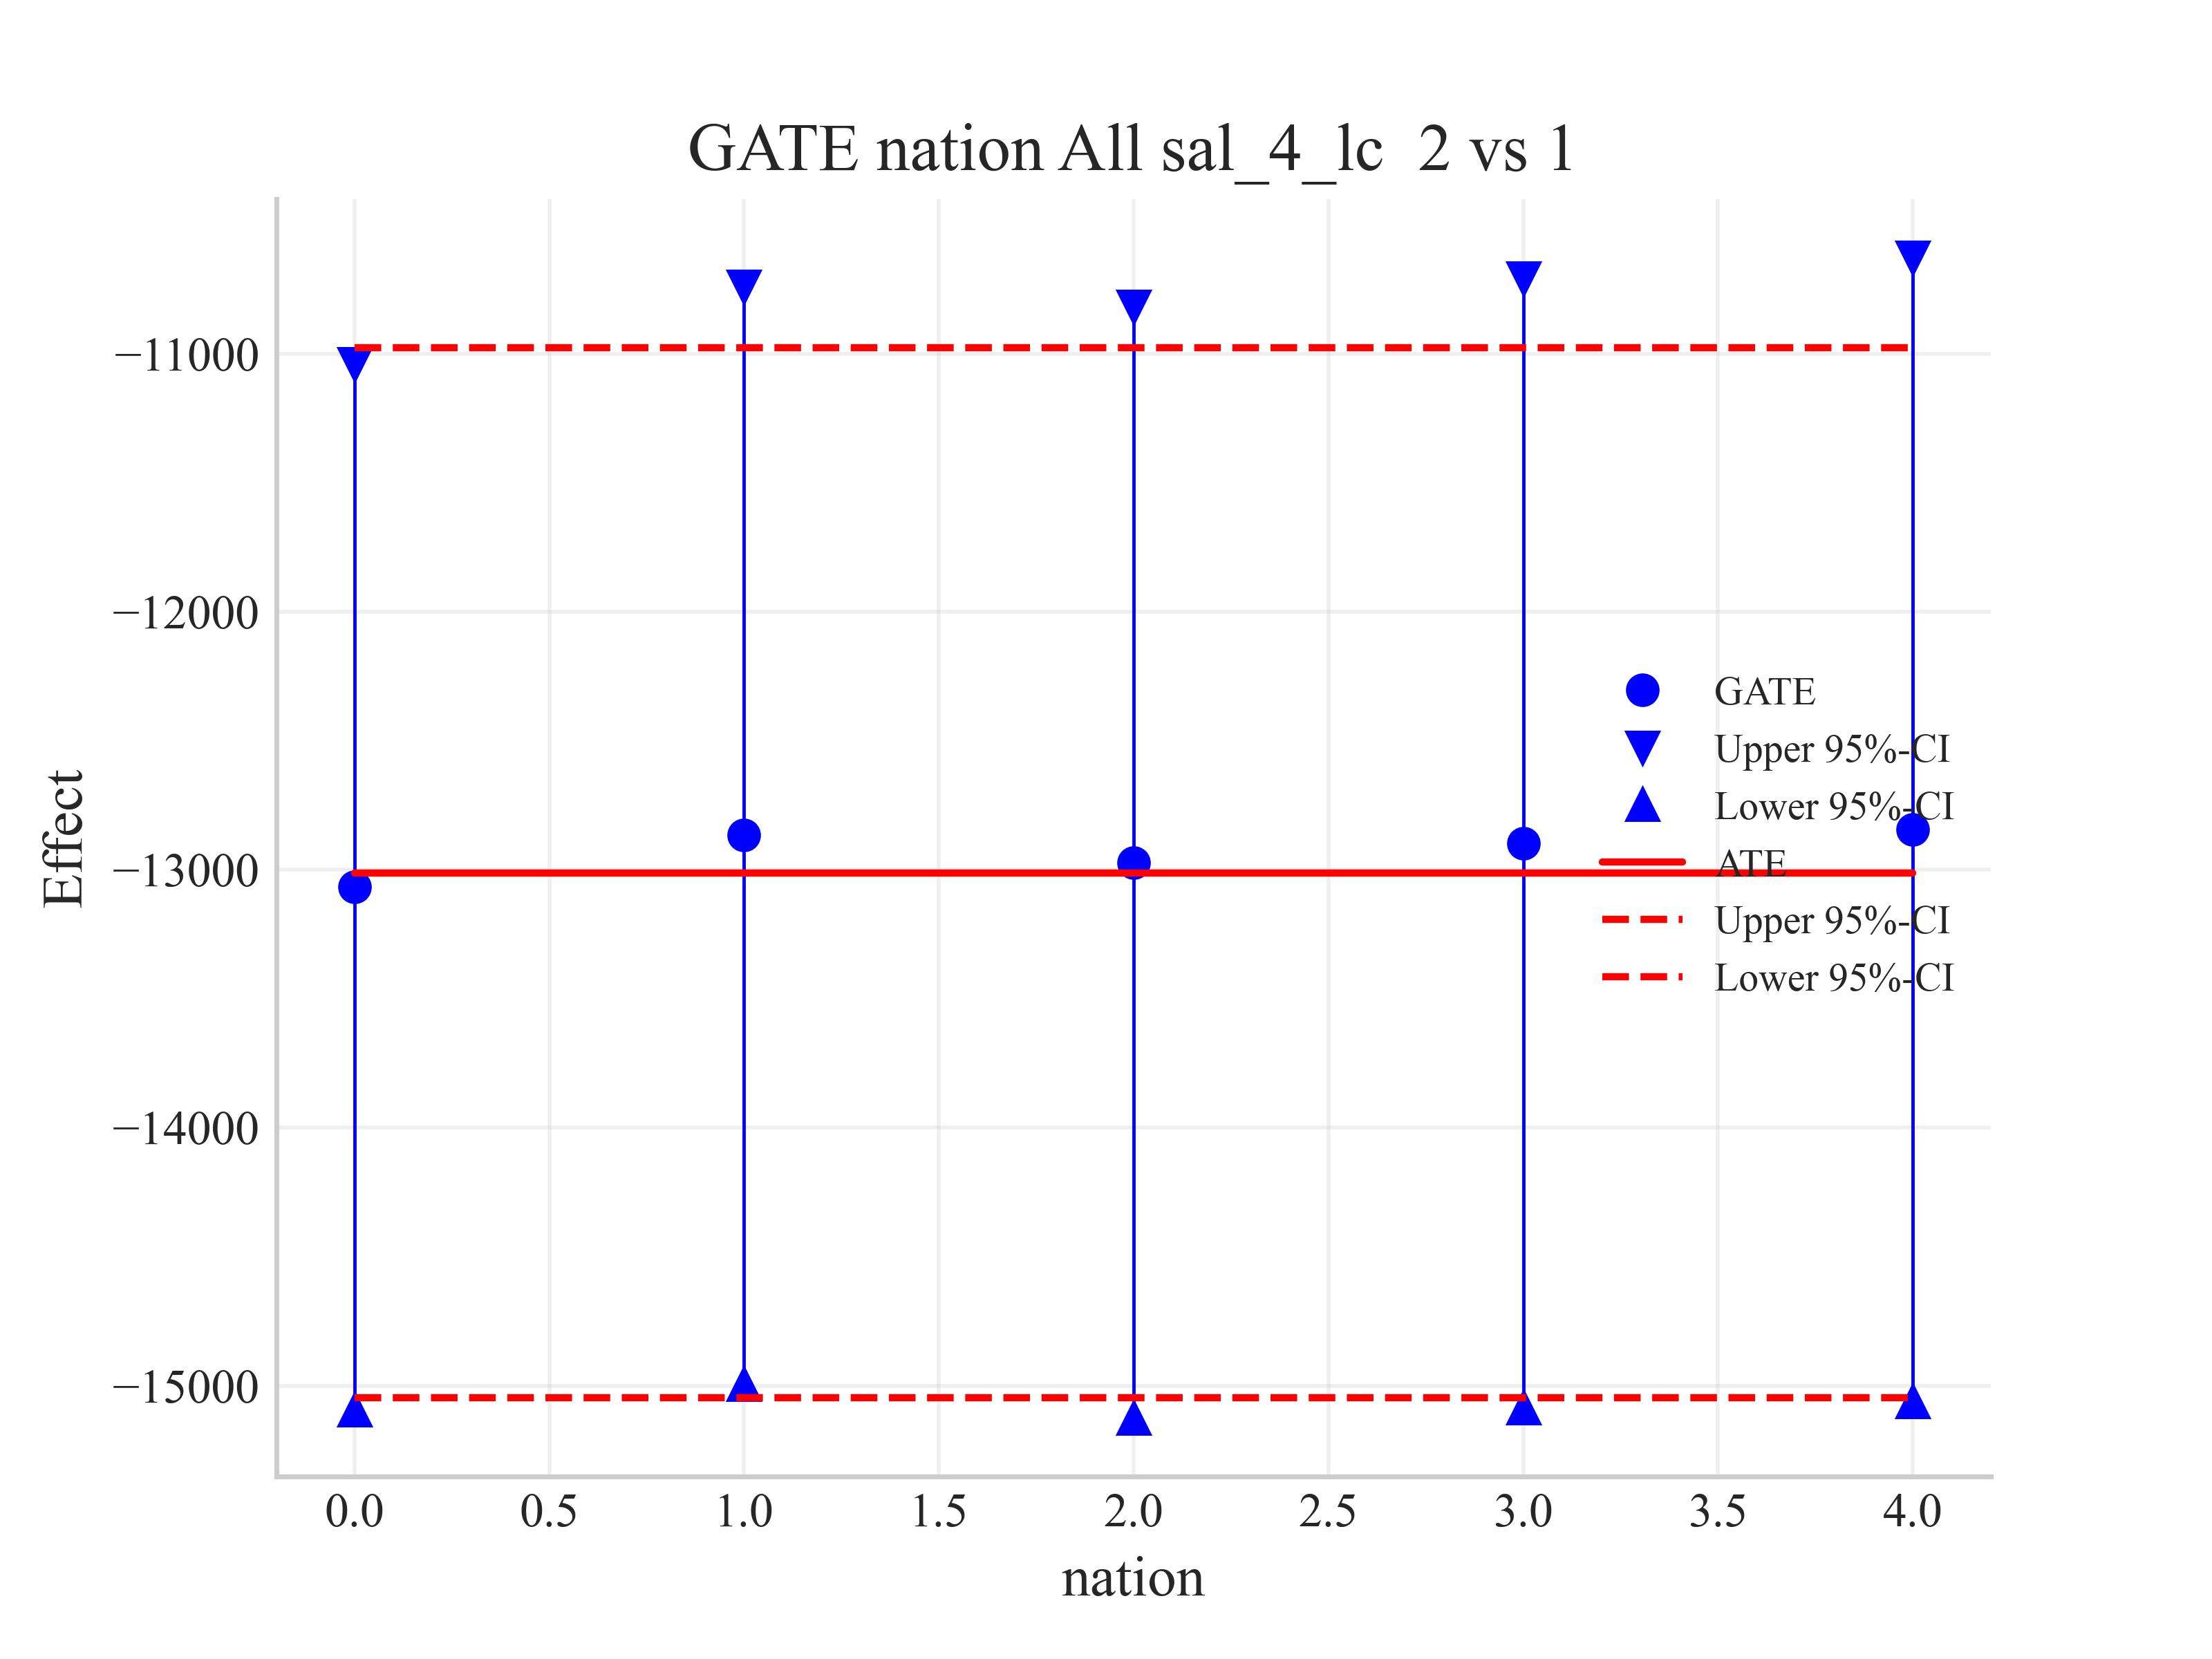 GATE nation All sal_4_lc  2 vs 1
Effect
−11000
−12000
−13000
−14000
−15000
GATE
Upper 95%-CI
Lower 95%-CI
ATE
Upper 95%-CI
Lower 95%-CI
0.0 0.5 1.0 1.5 2.0 2.5 3.0 3.5 4.0
nation